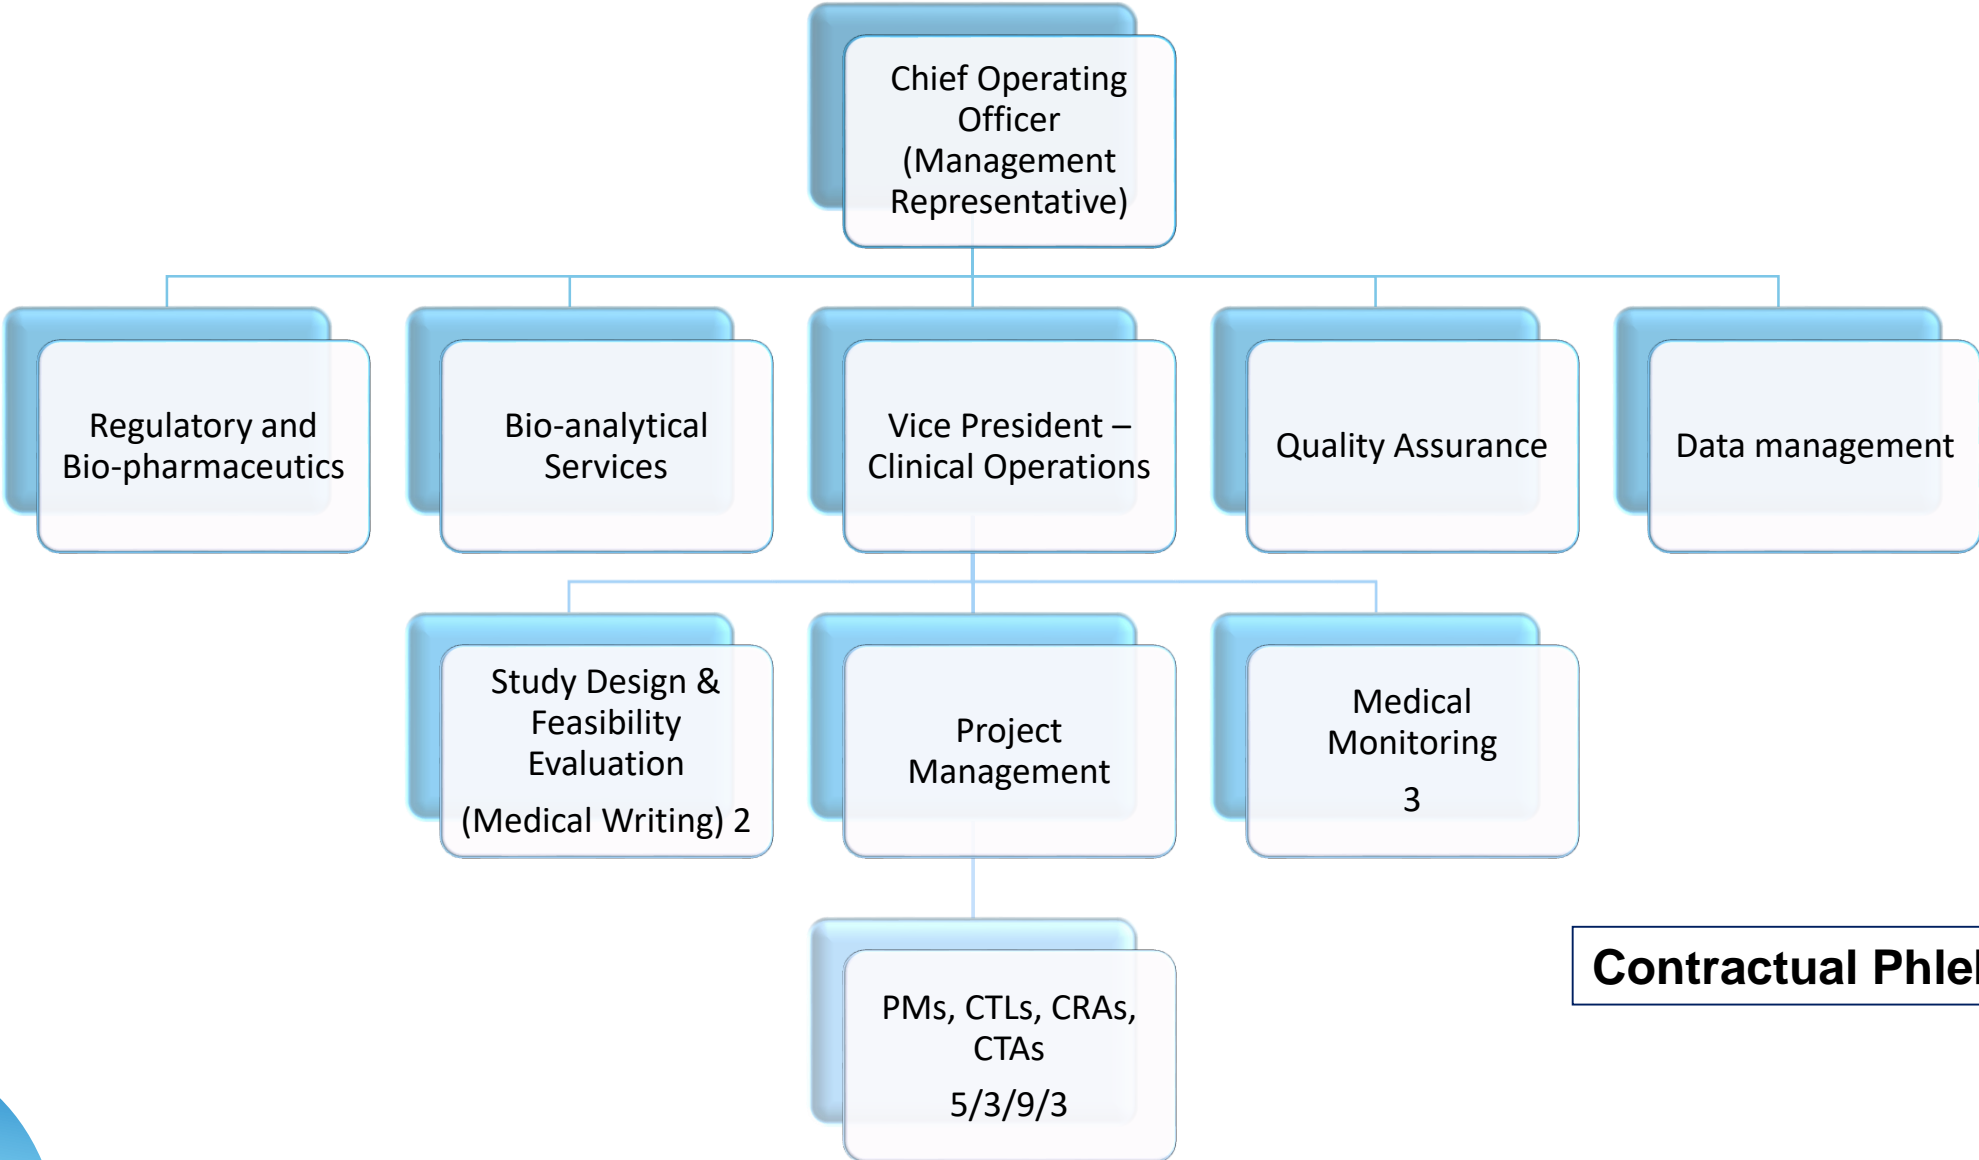 Chief Operating
Officer
(Management
Representative)
Regulatory and
Bio-pharmaceutics
Bio-analytical
Services
Vice President –
Clinical Operations
Quality Assurance
Data management
Study Design &
Feasibility
Evaluation
(Medical Writing) 2
Project
Management
Medical
Monitoring
3
Contractual
PMs, CTLs, CRAs,
CTAs
5/3/9/3